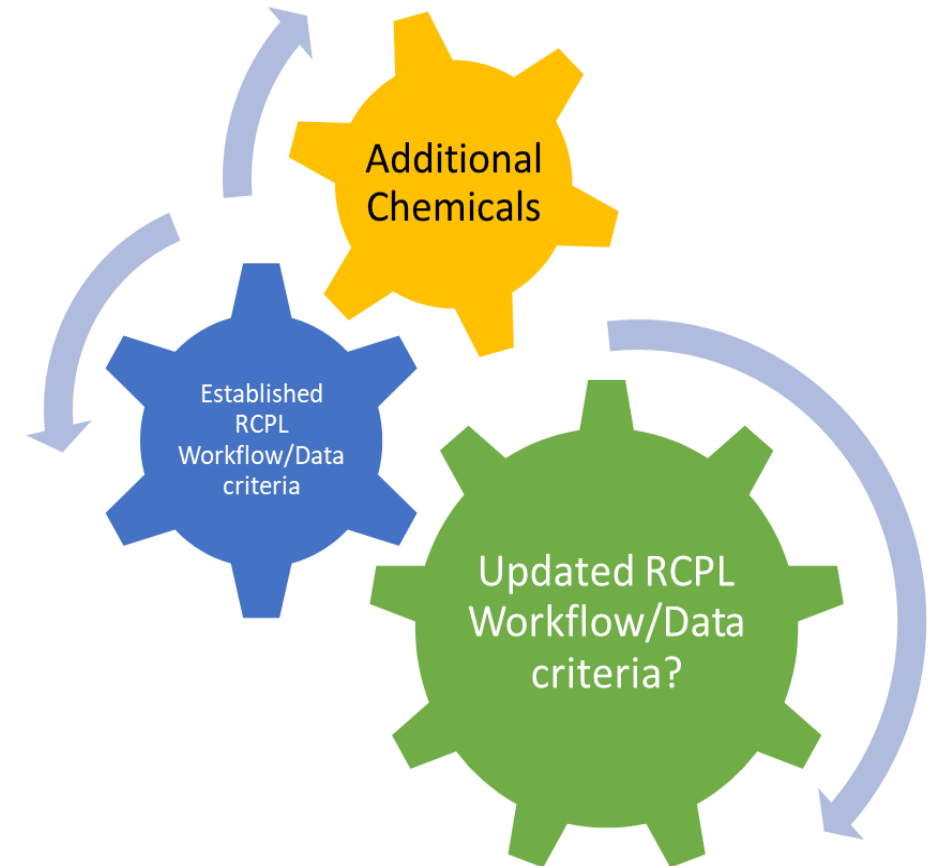 Additional
Chemicals
Established
RCPL
Workflow/Data
criteria
Updated RCPL
Workflow/Data
criteria?